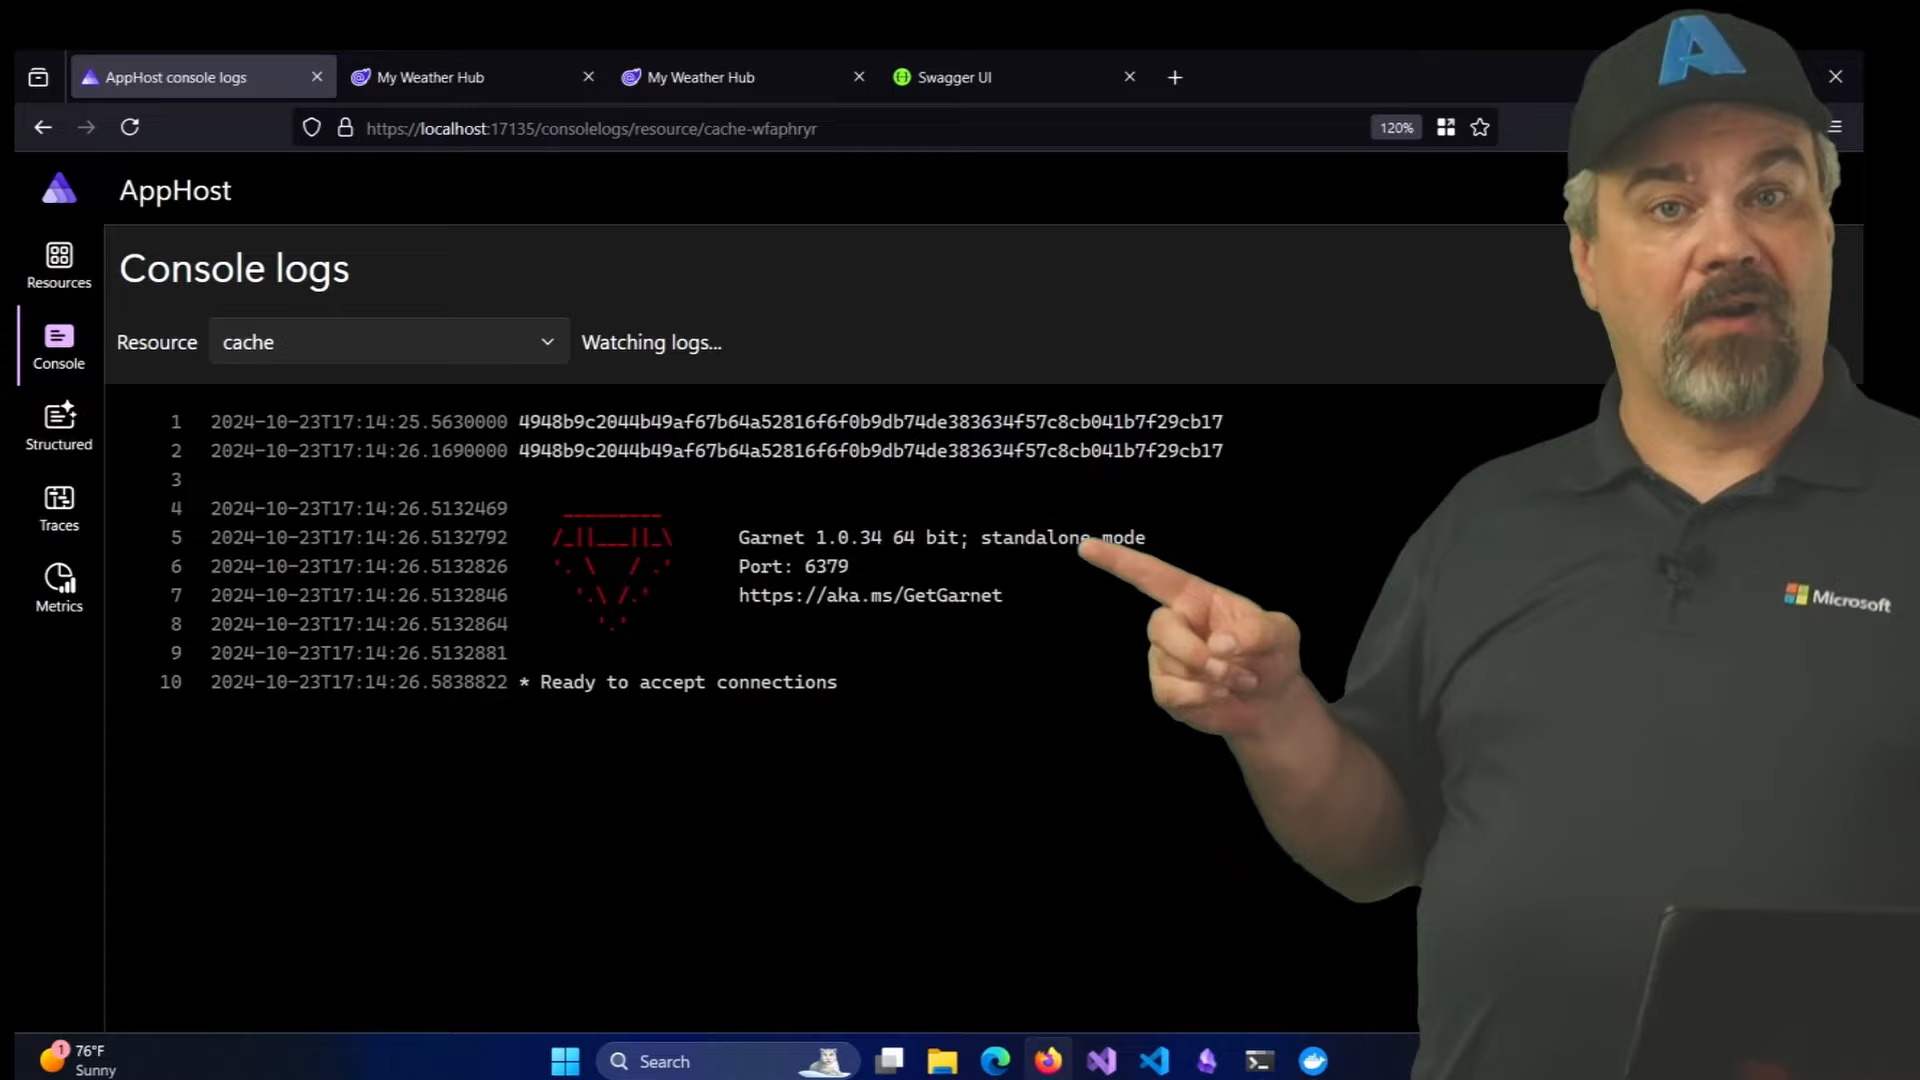 AppHost console logs
My Weather Hub
My Weather Hub
Swagger UI
https://localhost:17135/consolelogs/resource/cache-wfaphryr
120%
AppHost
Resources
Console
Structured
Traces
Metrics
Console logs
Resource
cache
Watching logs...
1 2024-10-23T17:14:25.5630000 4948b9c2044b49af67b64a52816f6f0b9db74de383634f57c8cb041b7f29cb17
2 2024-10-23T17:14:26.1690000 4948b9c2044b49af67b64a52816f6f0b9db74de383634f57c8cb041b7f29cb17
3
4 2024-10-23T17:14:26.5132469 _________
5 2024-10-23T17:14:26.5132792 /_||___||_\ Garnet 1.0.34 64 bit; standalone mode
6 2024-10-23T17:14:26.5132826 '. \ / .' Port: 6379
7 2024-10-23T17:14:26.5132846 '.\ /.' https://aka.ms/GetGarnet
8 2024-10-23T17:14:26.5132864 '.'
9 2024-10-23T17:14:26.5132881
10 2024-10-23T17:14:26.5838822 * Ready to accept connections
Microsoft
1
76°F
Sunny
Search